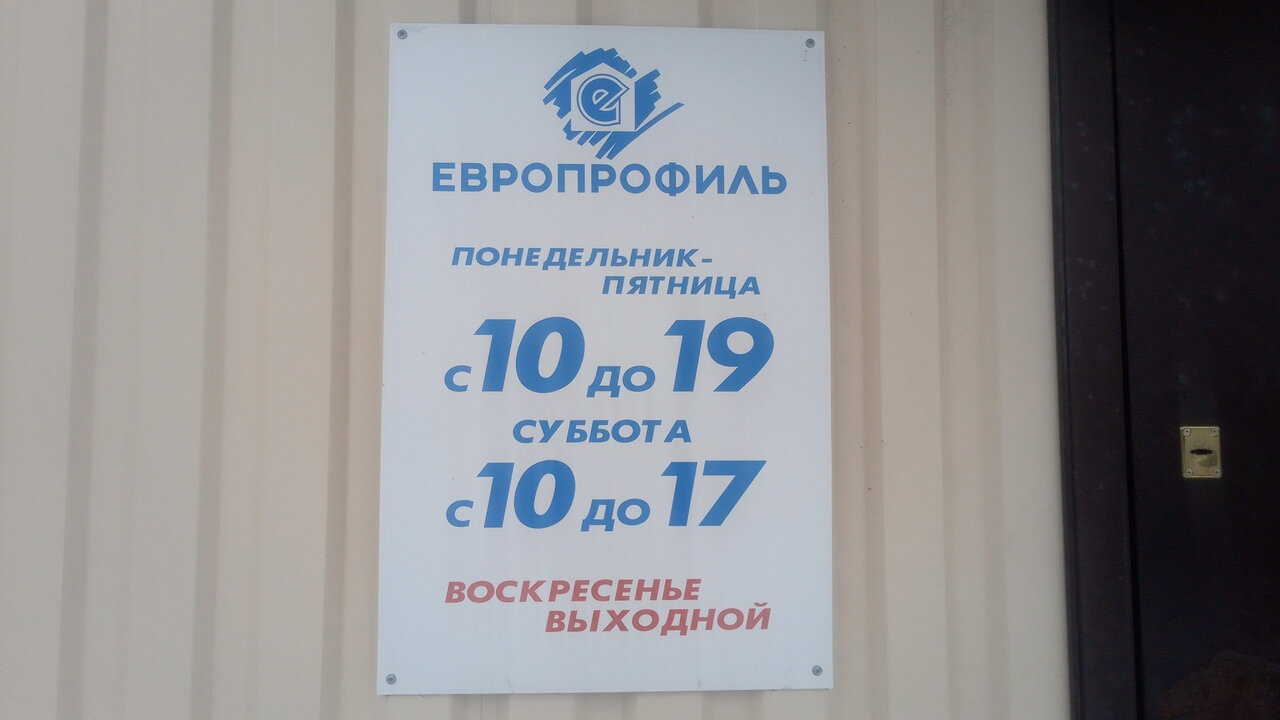 е
ЕВРОПРОФИЛЬ
ПОНЕДЕЛЬНИК-
ПЯТНИЦА
с 10 до 19
СУББОТА
с 10 до 17
ВОСКРЕСЕНЬЕ
ВЫХОДНОЙ